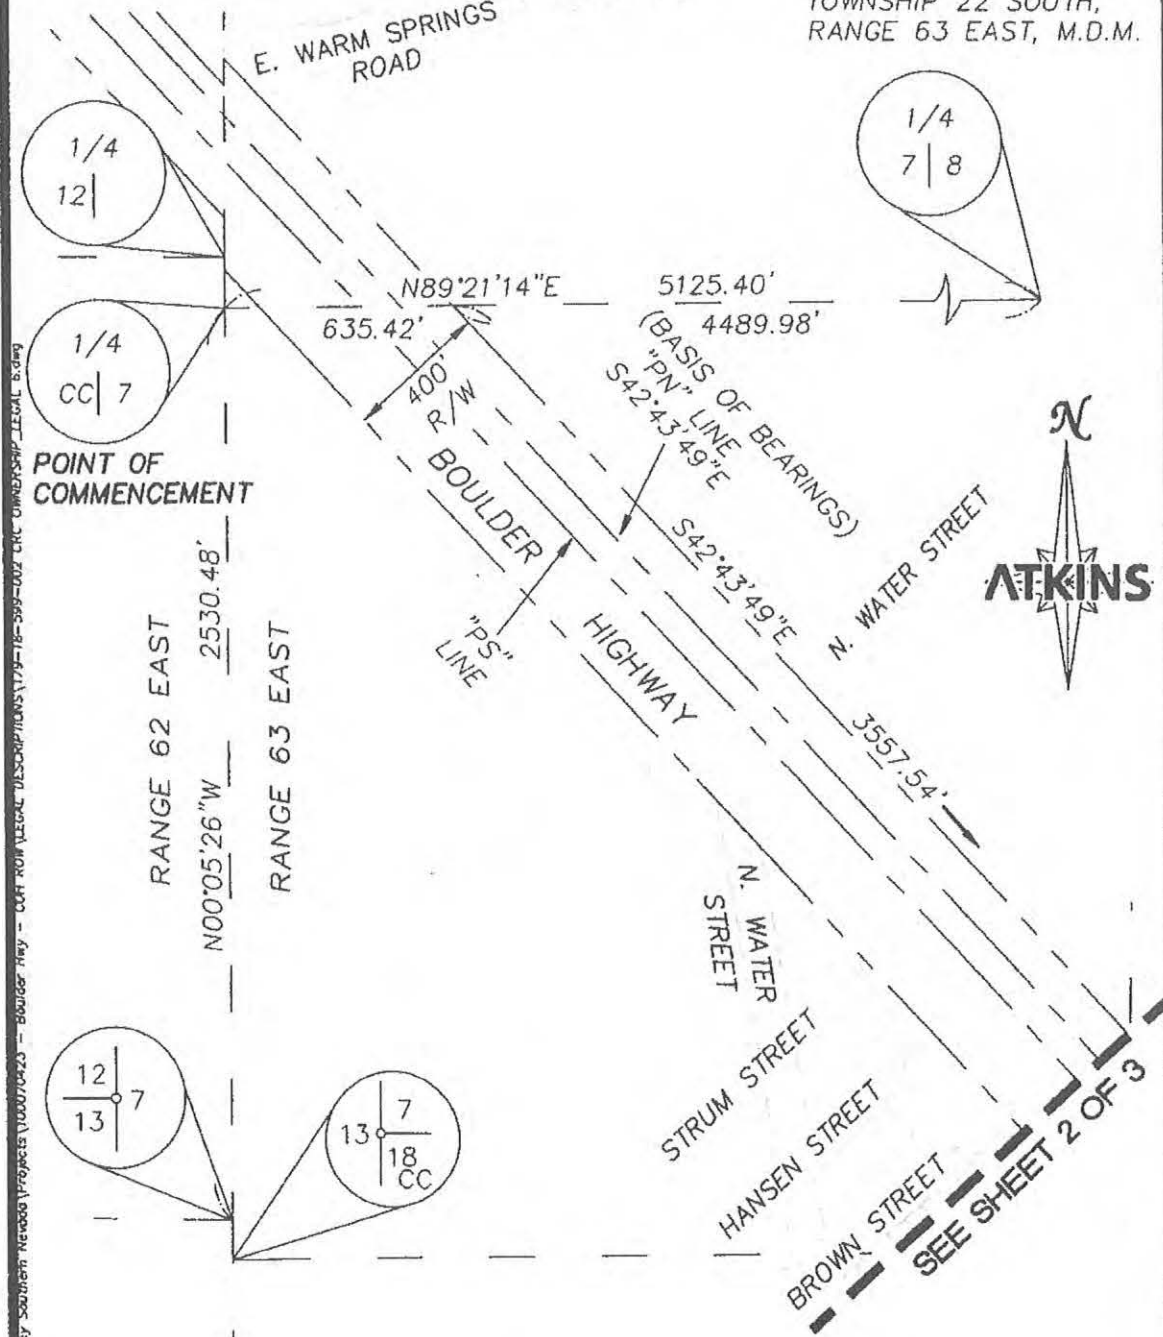 TOWNSHIP 22 SOUTH,
RANGE 63 EAST, M.D.M.
E. WARM SPRINGS
ROAD
1/4
12
1/4
7 8
N89°21'14"E
5125.40'
635.42'
4489.98'
1/4
CC 7
POINT OF
COMMENCEMENT
400'
R/W
(BASIS OF BEARINGS)
"PN" LINE
S42°43'49"E
N
ATKINS
BOULDER
HIGHWAY
S42°43'49"E
N. WATER STREET
"PS"
LINE
2530.48'
N00°05'26"W
RANGE 62 EAST
RANGE 63 EAST
3557.54'
N. WATER
STREET
12
7
13
7
13
18
CC
STRUM STREET
HANSEN STREET
BROWN STREET
SEE SHEET 2 OF 3